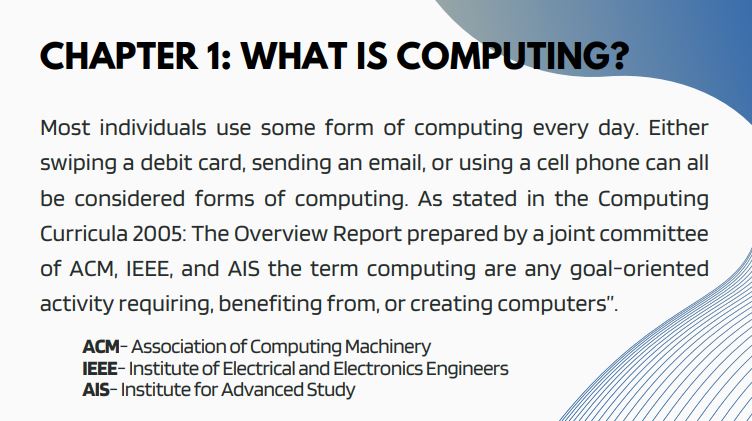 CHAPTER 1: WHAT IS COMPUTING?
Most individuals use some form of computing every day. Either
swiping a debit card, sending an email, or using a cell phone can all
be considered forms of computing. As stated in the Computing
Curricula 2005: The Overview Report prepared by a joint committee
of ACM, IEEE, and AIS the term computing are any goal-oriented
activity requiring, benefiting from, or creating computers”.
ACM- Association of Computing Machinery
IEEE- Institute of Electrical and Electronics Engineers
AIS- Institute for Advanced Study